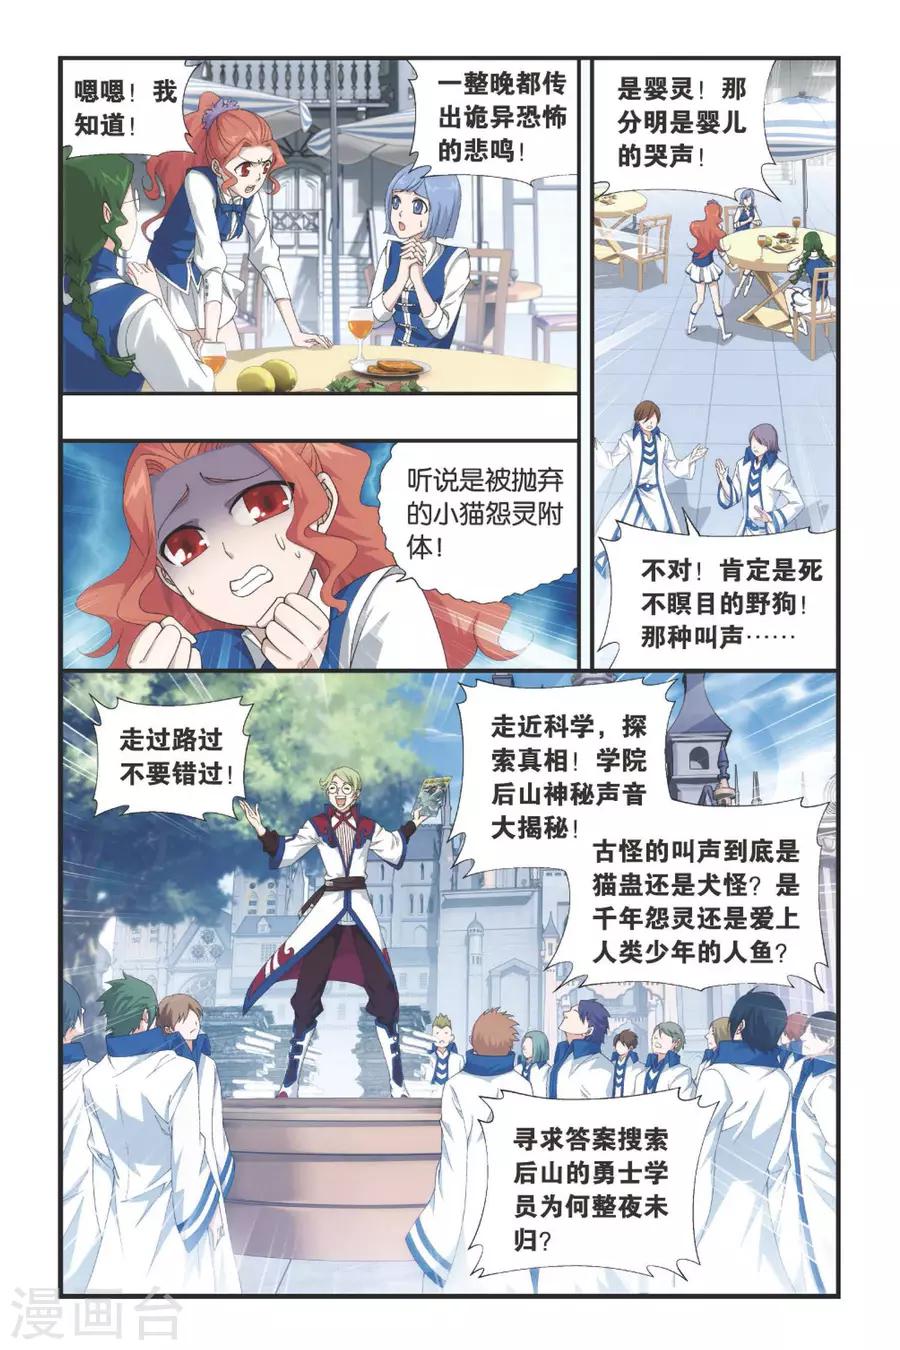 嗯嗯！我
知道！
一整晚都传
出诡异恐怖
的悲鸣！
是婴灵！那
分明是婴儿
的哭声！
不对！肯定是死
不瞑目的野狗！
那种叫声……
听说是被抛弃
的小猫怨灵附
体！
走过路过
不要错过！
走近科学，探
索真相！学院
后山神秘声音
大揭秘！
古怪的叫声到底是
猫蛊还是犬怪？是
千年怨灵还是爱上
人类少年的人鱼？
寻求答案搜索
后山的勇士学
员为何整夜未
归？
漫画台